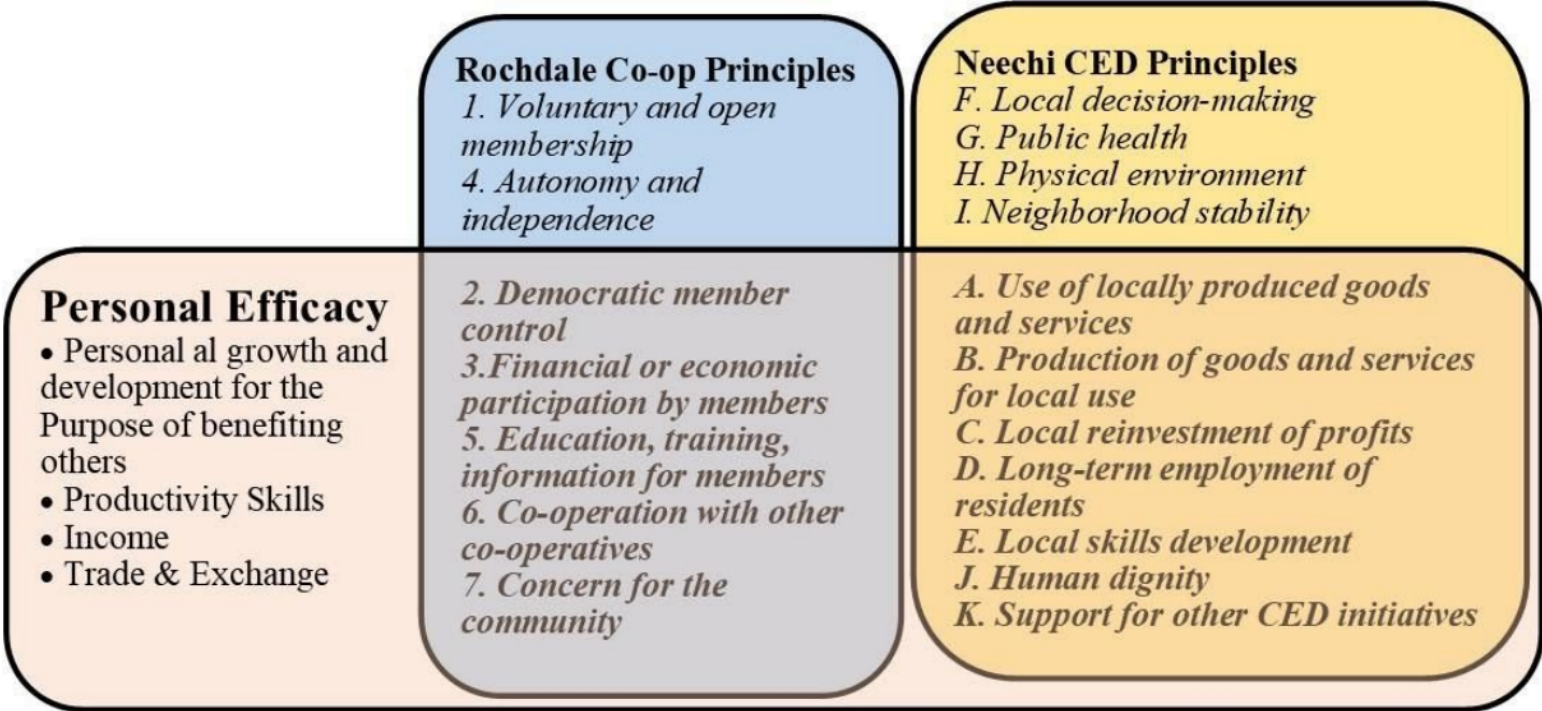 Rochdale Co-op Principles
1. Voluntary and open
membership
4. Autonomy and
independence
Neechi CED Principles
F. Local decision-making
G. Public health
H. Physical environment
I. Neighborhood stability
Personal Efficacy
• Personal al growth and
development for the
Purpose of benefiting
others
• Productivity Skills
• Income
• Trade & Exchange
2. Democratic member
control
3.Financial or economic
participation by members
5. Education, training,
information for members
6. Co-operation with other
co-operatives
7. Concern for the
community
A. Use of locally produced goods
and services
B. Production of goods and services
for local use
C. Local reinvestment of profits
D. Long-term employment of
residents
E. Local skills development
J. Human dignity
K. Support for other CED initiatives